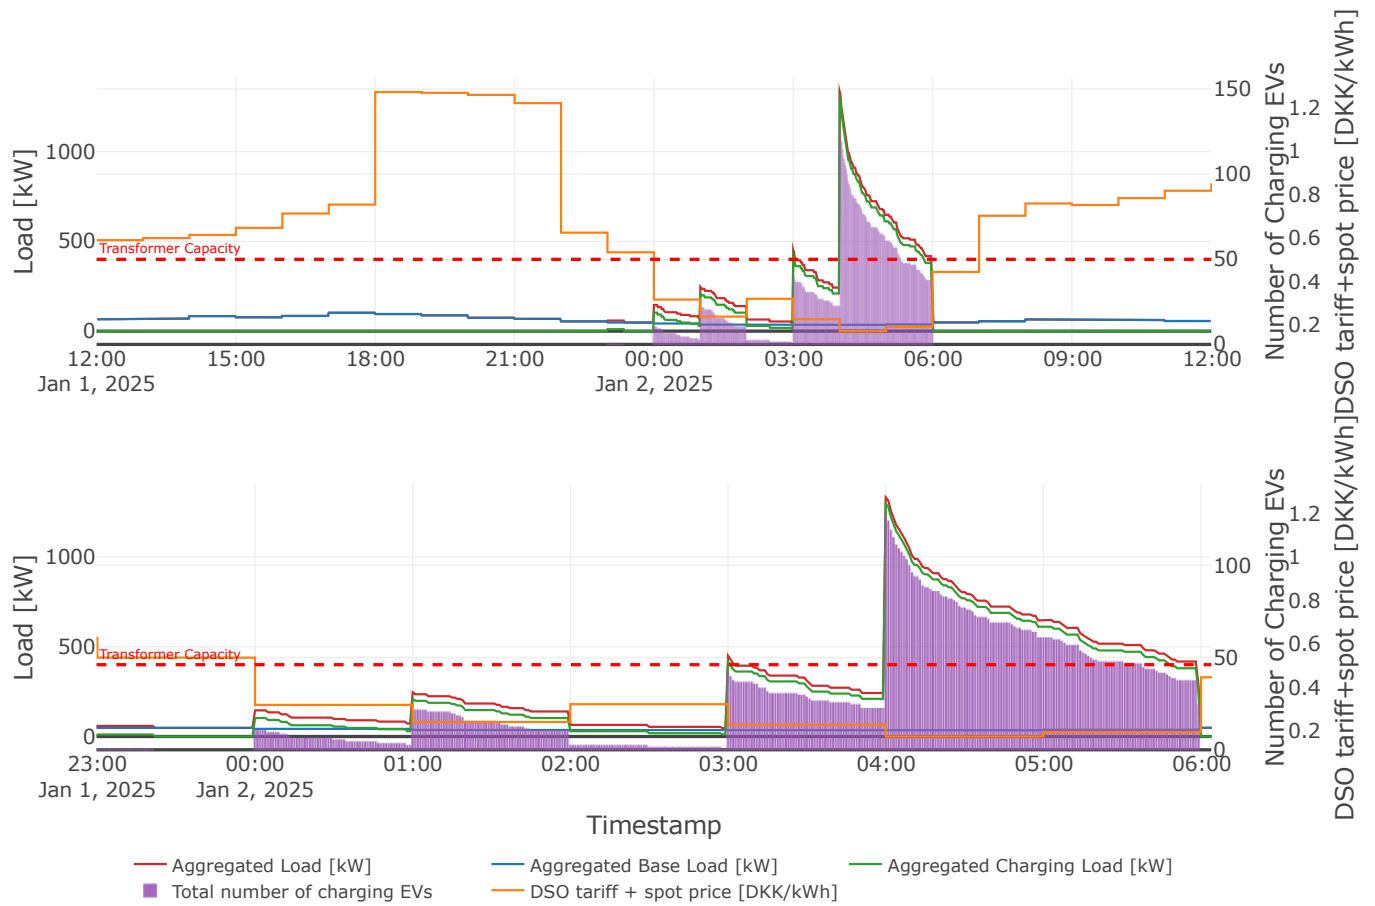 Load [kW]
1000
500
0
Transformer Capacity
12:00
Jan 1, 2025
15:00
18:00
21:00
00:00
Jan 2, 2025
03:00
06:00
09:00
12:00
150
100
50
0
Number of Charging EVs
1.2
1
0.8
0.6
0.4
0.2
DSO tariff+spot price [DKK/kWh]
Load [kW]
1000
500
0
Transformer Capacity
23:00
Jan 1, 2025
00:00
Jan 2, 2025
01:00
02:00
03:00
04:00
05:00
06:00
100
50
0
Number of Charging EVs
1.2
1
0.8
0.6
0.4
0.2
DSO tariff+spot price [DKK/kWh]
Timestamp
Aggregated Load [kW]
Aggregated Base Load [kW]
Aggregated Charging Load [kW]
Total number of charging EVs
DSO tariff + spot price [DKK/kWh]